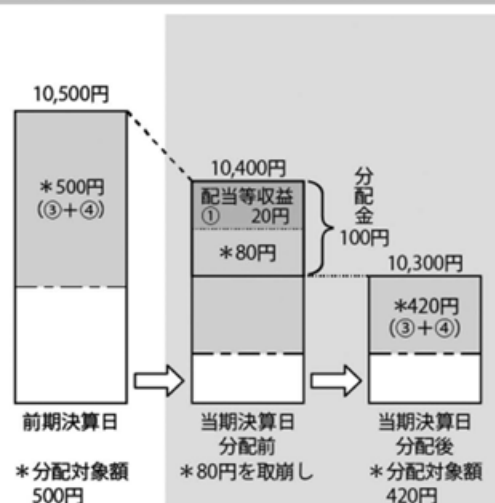 10,500円
*500円
(③+④)
前期決算日
*分配対象額
500円
10,400円
配当等収益
① 20円
*80円
分配金
100円
当期決算日
分配前
*80円を取崩し
10,300円
*420円
(③+④)
当期決算日
分配後
*分配対象額
420円